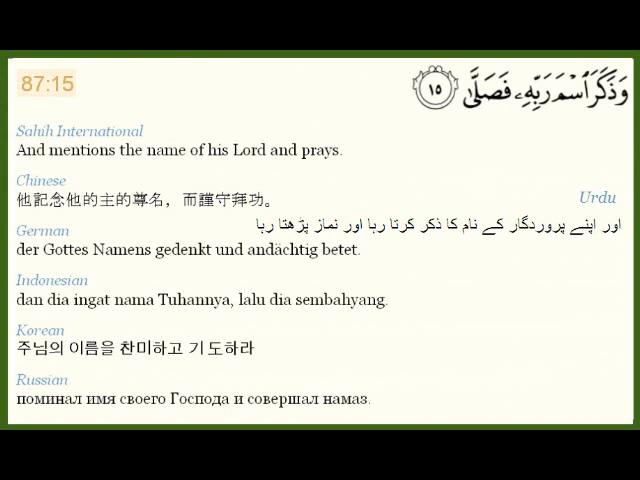 87:15
وَذَكَرَ ٱسْمَ رَبِّهِۦ فَصَلَّىٰ ١٥
Sahih International
And mentions the name of his Lord and prays.
Chinese
他記念他的主的尊名，而謹守拜功。
Urdu
اور اپنے پروردگار کے نام کا ذکر کرتا رہا اور نماز پڑھتا رہا
German
der Gottes Namens gedenkt und andächtig betet.
Indonesian
dan dia ingat nama Tuhannya, lalu dia sembahyang.
Korean
주님의 이름을 찬미하고 기 도하라
Russian
поминал имя своего Господа и совершал намаз.